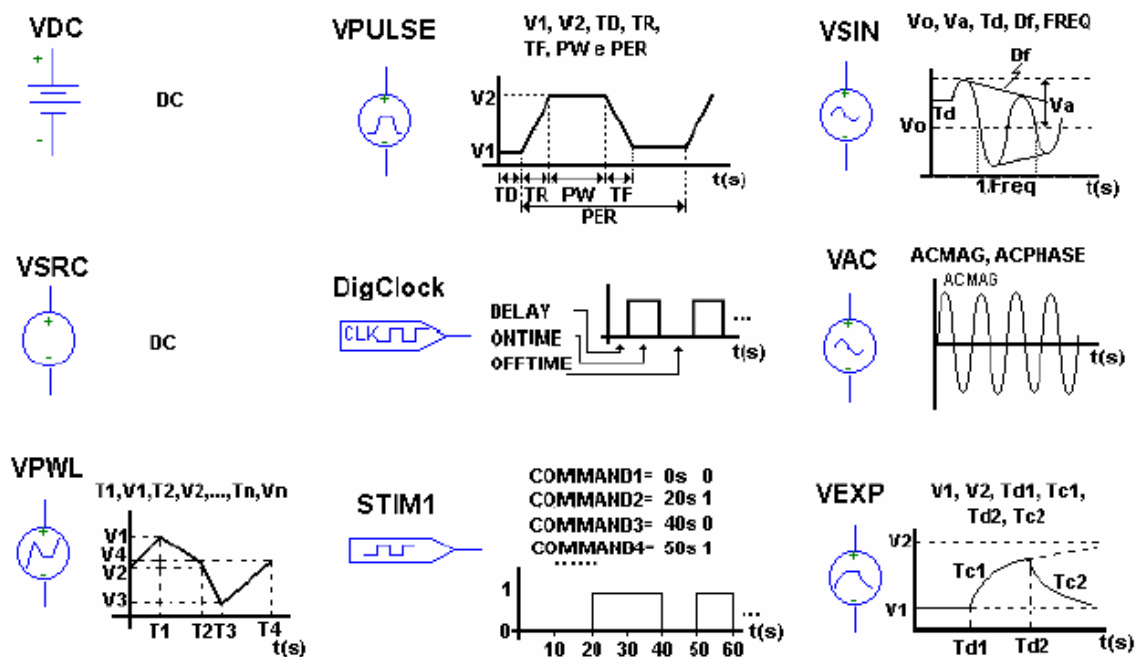 VDC
+
-
DC
VPULSE
+
-
V1, V2, TD, TR,
TF, PW e PER
V2
V1
t(s)
TD TR PW TF
PER
VSIN
+
-
Vo, Va, Td, Df, FREQ
Df
Td
Va
Vo
t(s)
1/Freq
VSRC
+
-
DC
DigClock
CLK
DELAY
ONTIME
OFFTIME
...
t(s)
VAC
+
-
ACMAG, ACPHASE
ACMAG
t(s)
VPWL
+
-
T1,V1,T2,V2,...,Tn,Vn
V1
V4
V2
V3
T1 T2 T3 T4
t(s)
STIM1
COMMAND1= 0s 0
COMMAND2= 20s 1
COMMAND3= 40s 0
COMMAND4= 50s 1
......
1
0
...
10 20 30 40 50 60
t(s)
VEXP
+
-
V1, V2, Td1, Tc1,
Td2, Tc2
V2
Tc1
Tc2
V1
Td1 Td2
t(s)